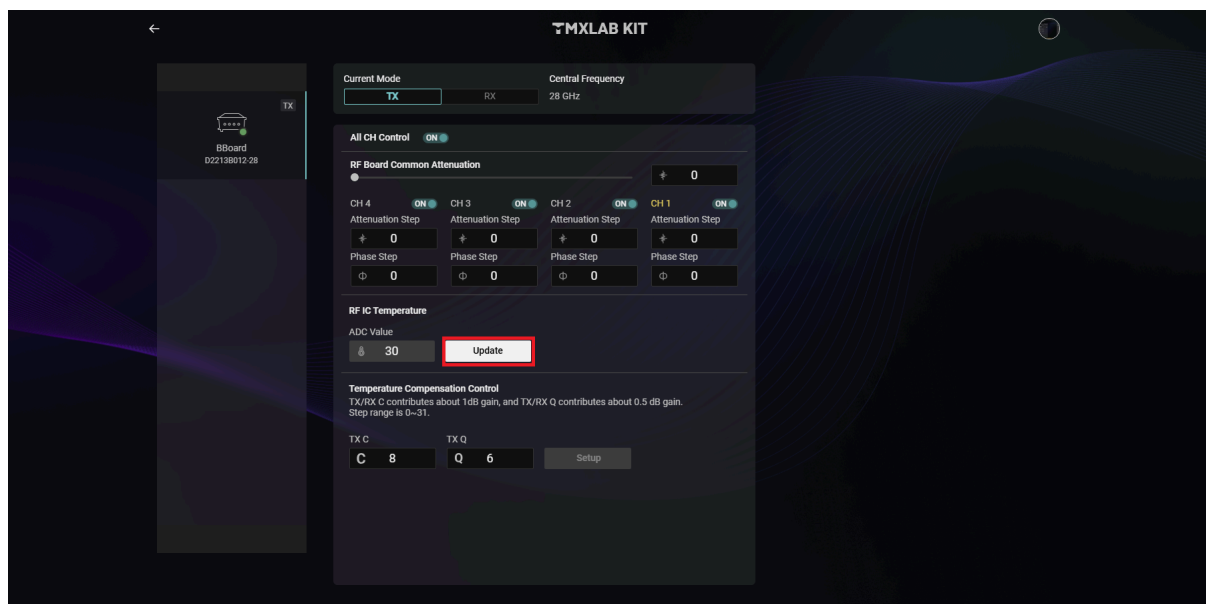 TMXLAB KIT
TX
BBoard
D2213B012-28
Current Mode
Central Frequency
TX
RX
28 GHz
All CH Control ON
RF Board Common Attenuation
0
CH 4 ON CH 3 ON CH 2 ON CH 1 ON
Attenuation Step Attenuation Step Attenuation Step Attenuation Step
0 0 0 0
Phase Step Phase Step Phase Step Phase Step
Φ 0 Φ 0 Φ 0 Φ 0
RF IC Temperature
ADC Value
30 Update
Temperature Compensation Control
TX/RX C contributes about 1dB gain, and TX/RX Q contributes about 0.5 dB gain.
Step range is 0~31.
TX C TX Q
C 8 Q 6 Setup